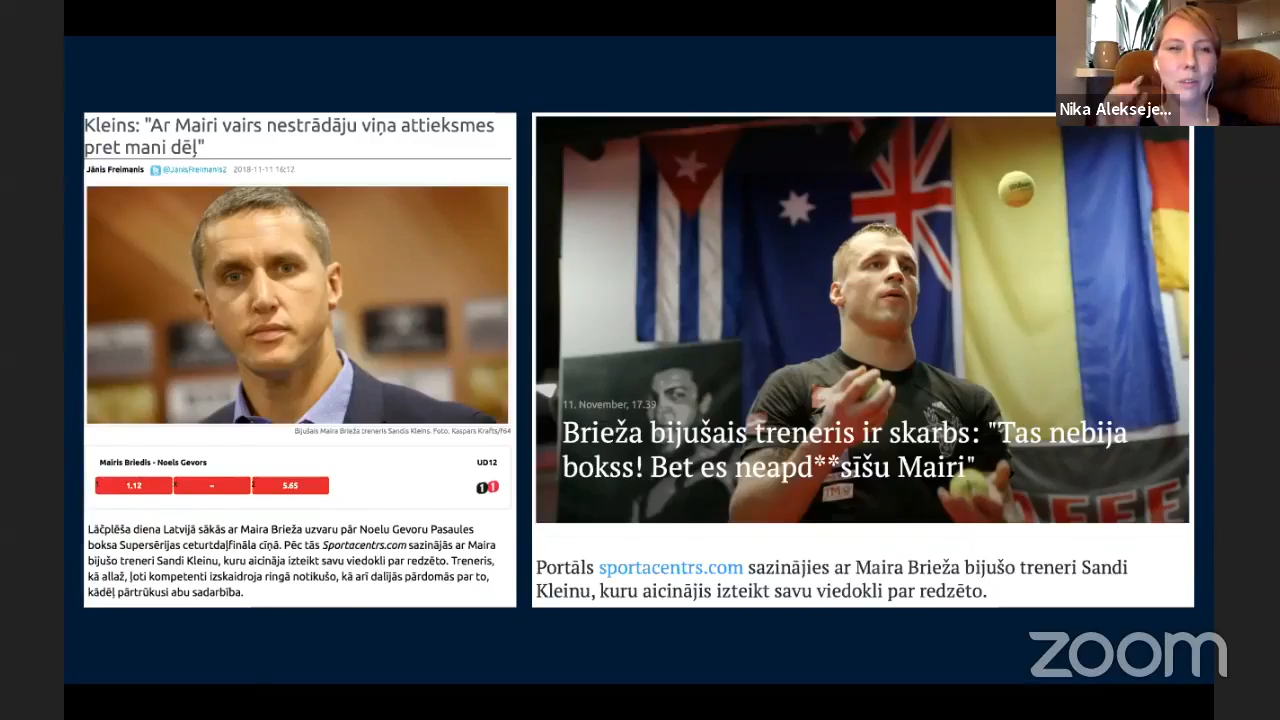 Nika Alekseje...
Kleins: "Ar Mairi vairs nestrādāju viņa attieksmes
pret mani dēļ"
Jānis Freimanis @JanisFreimanis2 2018-11-11 16:12
Bijušais Maira Brieža treneris Sandis Kleins. Foto: Kaspars Krafts/f64
Mairis Briedis - Noels Gevors UD12
1.12 – 5.65
1 1
Lāčplēša diena Latvijā sākās ar Maira Brieža uzvaru pār Noelu Gevoru Pasaules
boksa Supersērijas ceturtdaļfināla cīņā. Pēc tās Sportacentrs.com sazinājās ar Maira
bijušo treneri Sandi Kleinu, kuru aicināja izteikt savu viedokli par redzēto. Treneris,
kā allaž, ļoti kompetenti izskaidroja ringā notikušo, kā arī dalījās pārdomās par to,
kādēļ pārtrūkusi abu sadarbība.
Wilson
11. November, 17.39
Brieža bijušais treneris ir skarbs: "Tas nebija
bokss! Bet es neapd**sīšu Mairi"
Portāls sportacentrs.com sazinājies ar Maira Brieža bijušo treneri Sandi
Kleinu, kuru aicinājis izteikt savu viedokli par redzēto.
zoom